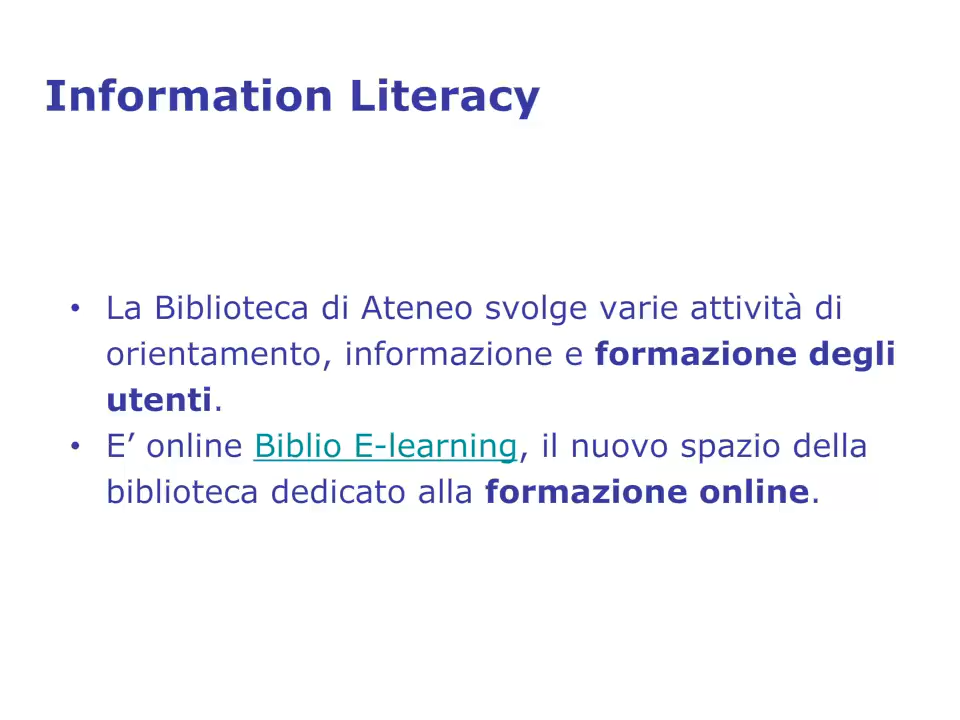 Information Literacy
• La Biblioteca di Ateneo svolge varie attività di
orientamento, informazione e formazione degli
utenti.
• E’ online Biblio E-learning, il nuovo spazio della
biblioteca dedicato alla formazione online.